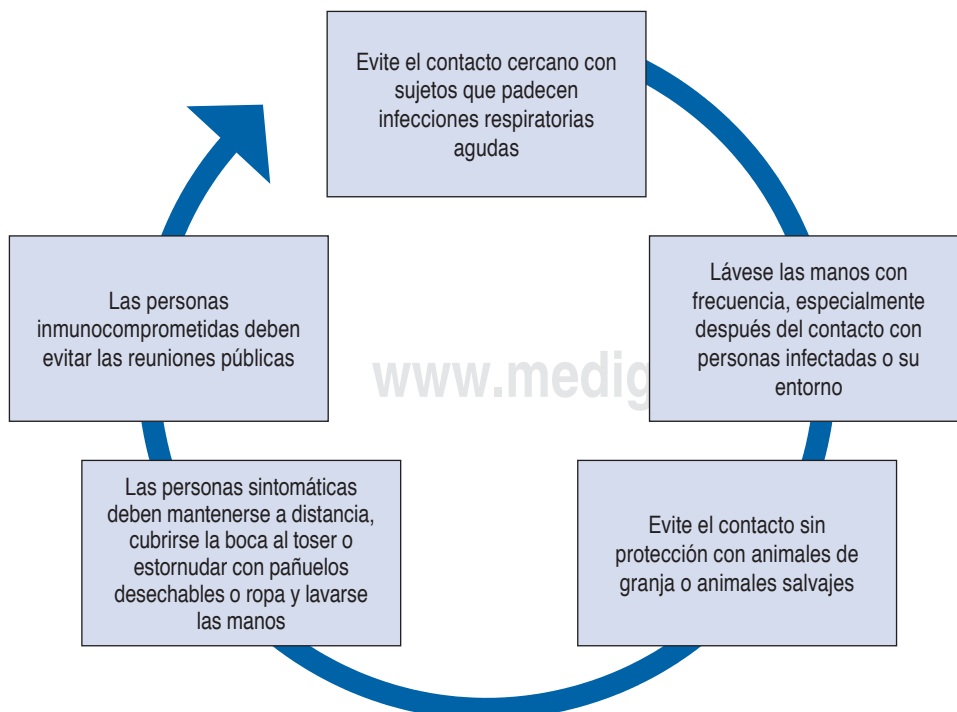 Evite el contacto cercano con
sujetos que padecen
infecciones respiratorias
agudas
Lávese las manos con
frecuencia, especialmente
después del contacto con
personas infectadas o su
entorno
Evite el contacto sin
protección con animales de
granja o animales salvajes
Las personas sintomáticas
deben mantenerse a distancia,
cubrirse la boca al toser o
estornudar con pañuelos
desechables o ropa y lavarse
las manos
Las personas
inmunocomprometidas deben
evitar las reuniones públicas
www.medig